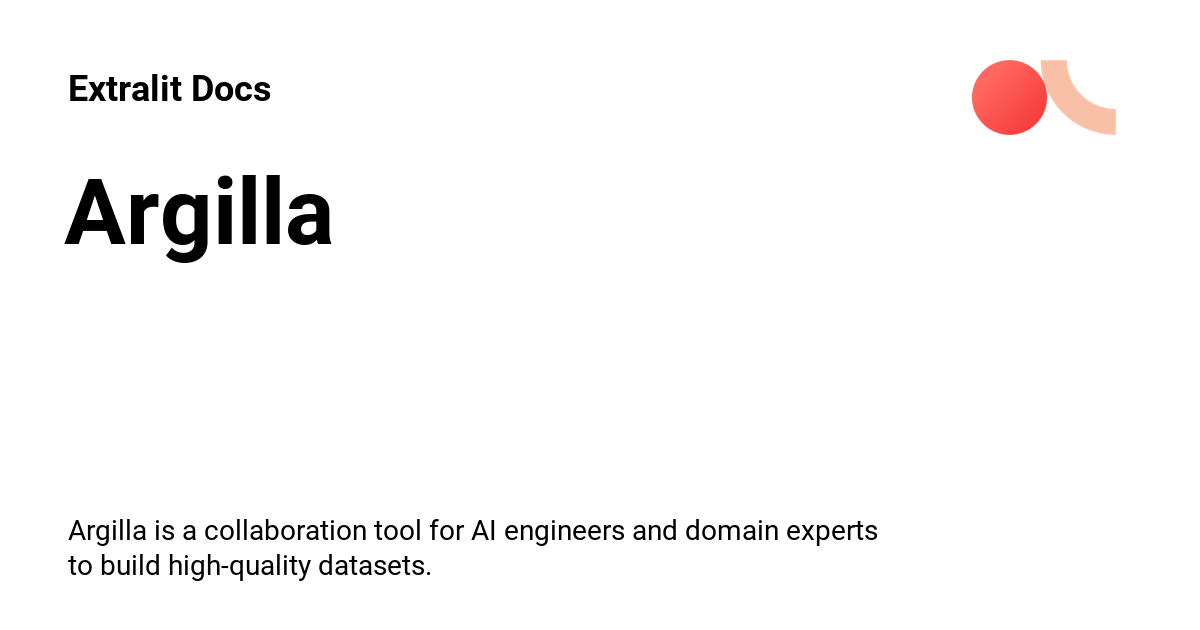 Extralit Docs
Argilla
Argilla is a collaboration tool for AI engineers and domain experts
to build high-quality datasets.